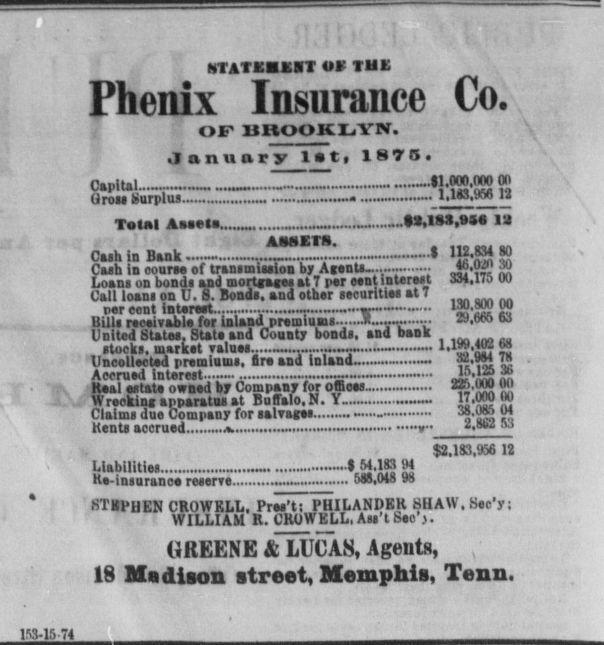 STATEMENT OF THE
Phenix Insurance Co.
OF BROOKLYN.
January 1st, 1875.
Capital.......... $1,000,000 00
Gross Surplus.......... 1,183,956 12
Total Assets.......... $2,183,956 12
ASSETS.
Cash in Bank.......... $ 112,834 80
Cash in course of transmission by Agents.......... 46,020 30
Loans on bonds and mortgages at 7 per cent interest 334,175 00
Call loans on U. S. Bonds, and other securities at 7
per cent interest.......... 130,800 00
Bills receivable for inland premiums.......... 29,665 63
United States, State and County bonds, and bank
stocks, market values.......... 1,199,402 68
Uncollected premiums, fire and inland.......... 32,984 78
Accrued interest.......... 15,125 36
Real estate owned by Company for offices.......... 225,000 00
Wrecking apparatus at Buffalo, N. Y.......... 17,000 00
Claims due Company for salvages.......... 38,085 04
Rents accrued.......... 2,862 53
$2,183,956 12
Liabilities.......... $ 54,183 94
Re-insurance reserve.......... 588,048 98
STEPHEN CROWELL, Pres't; PHILANDER SHAW, Sec'y;
WILLIAM R. CROWELL, Ass't Sec'y.
GREENE & LUCAS, Agents,
18 Madison street, Memphis, Tenn.
153-15-74